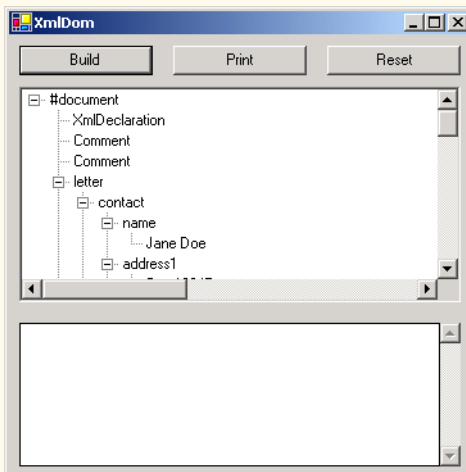 XmlDom
Build Print Reset
#document
XmlDeclaration
Comment
Comment
letter
contact
name
Jane Doe
address1